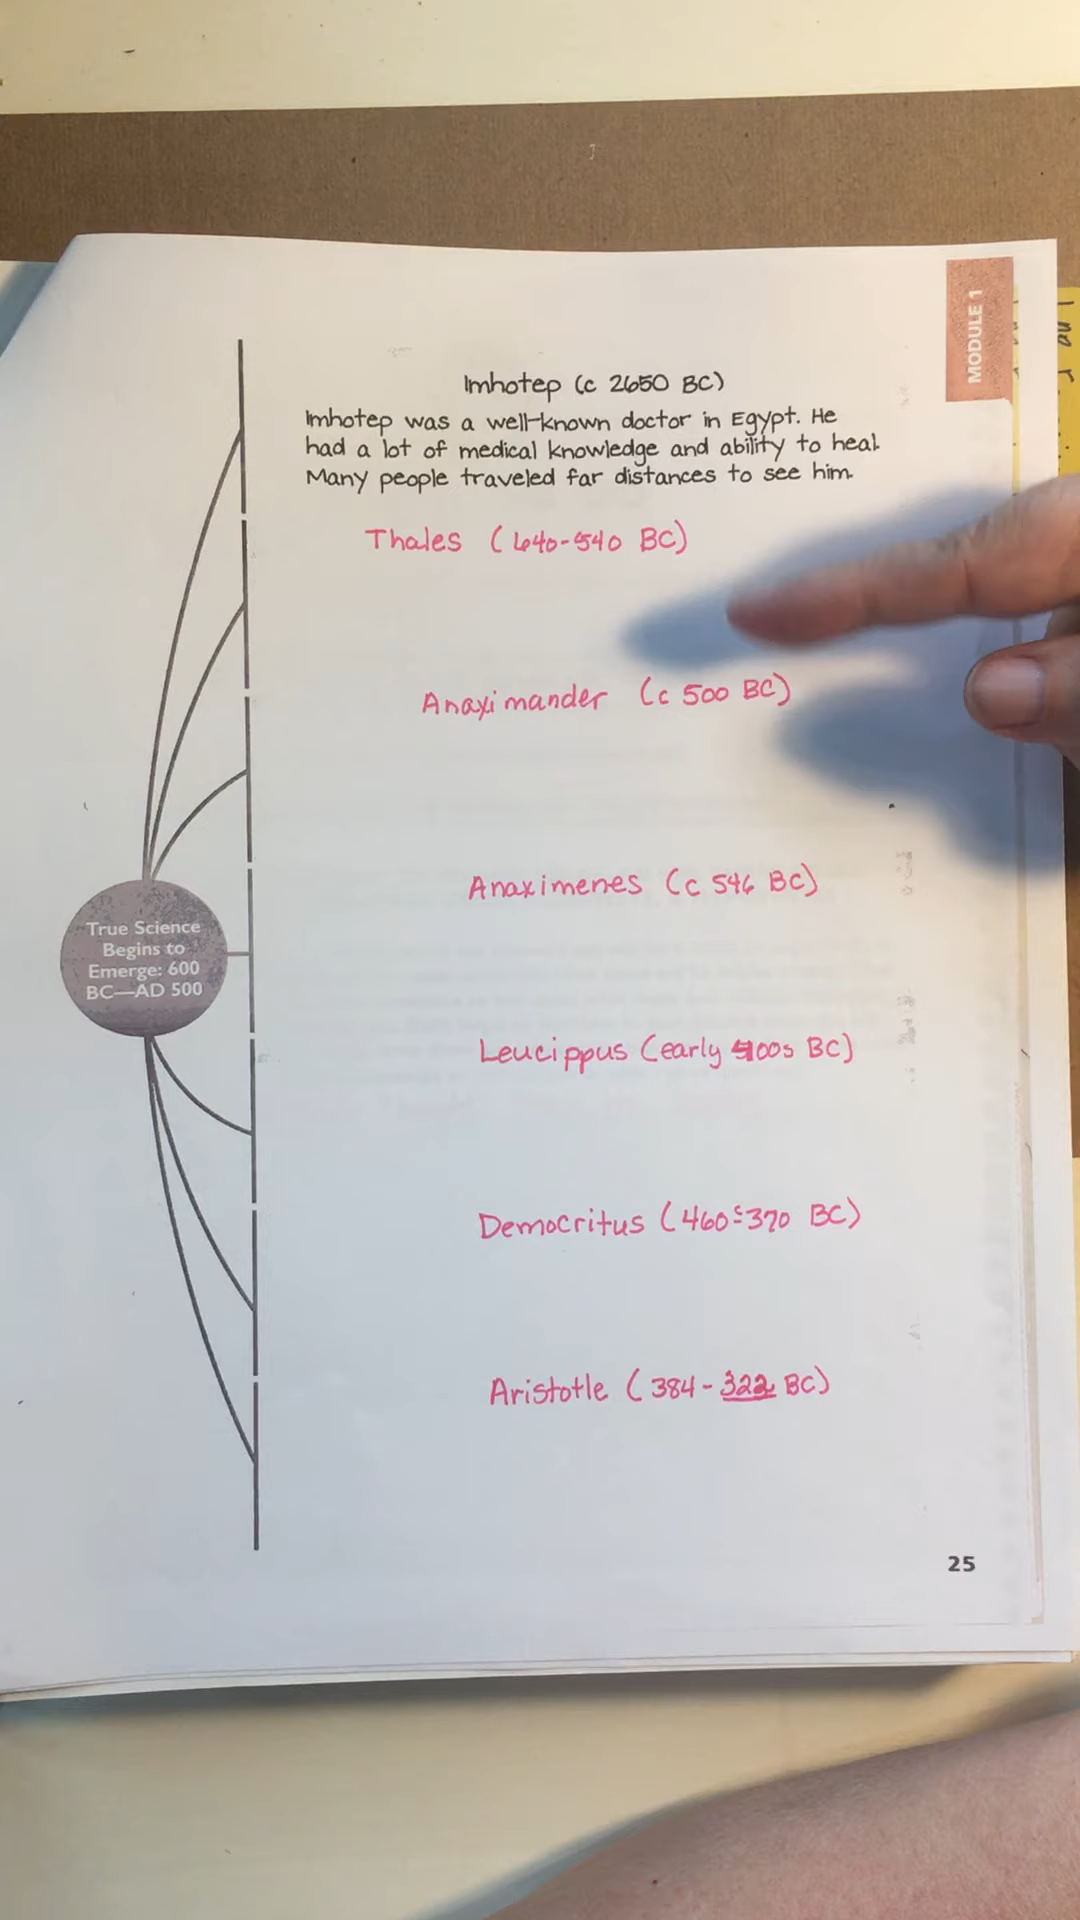 MODULE 1
Imhotep (c 2650 BC)
Imhotep was a well-known doctor in Egypt. He
had a lot of medical knowledge and ability to heal.
Many people traveled far distances to see him.
Thales (640-540 BC)
Anaximander (c 500 BC)
Anaximenes (c 546 BC)
True Science
Begins to
Emerge: 600
BC—AD 500
Leucippus (early 400s BC)
Democritus (460-c370 BC)
Aristotle (384-322 BC)
25